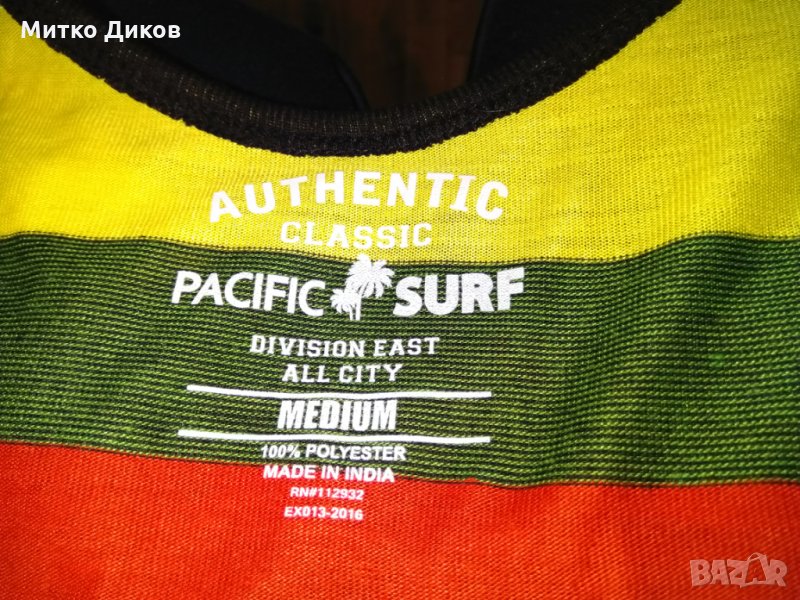 Митко Диков
AUTHENTIC
CLASSIC
PACIFIC SURF
DIVISION EAST
ALL CITY
MEDIUM
100% POLYESTER
MADE IN INDIA
RN#112932
EX013-2016
BAZAR